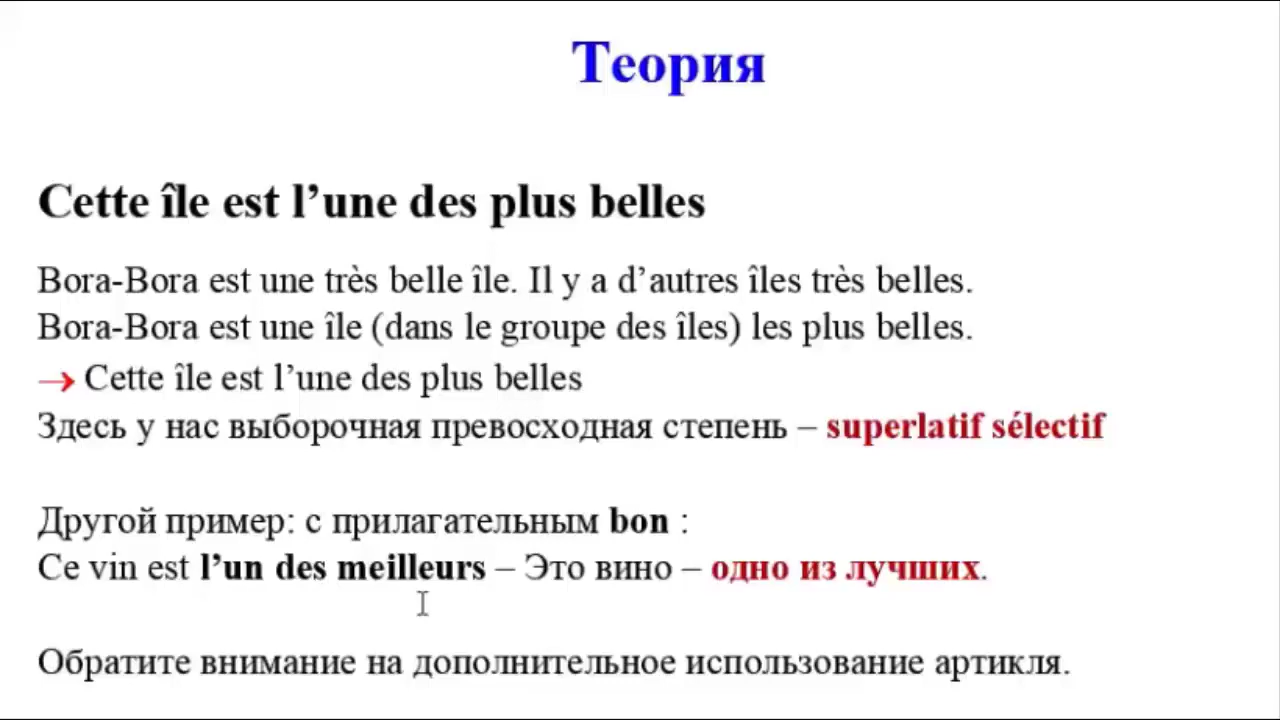 Теория
Cette île est l’une des plus belles
Bora-Bora est une très belle île. Il y a d’autres îles très belles.
Bora-Bora est une île (dans le groupe des îles) les plus belles.
→ Cette île est l’une des plus belles
Здесь у нас выборочная превосходная степень – superlatif sélectif
Другой пример: с прилагательным bon :
Ce vin est l’un des meilleurs – Это вино – одно из лучших.
Обратите внимание на дополнительное использование артикля.